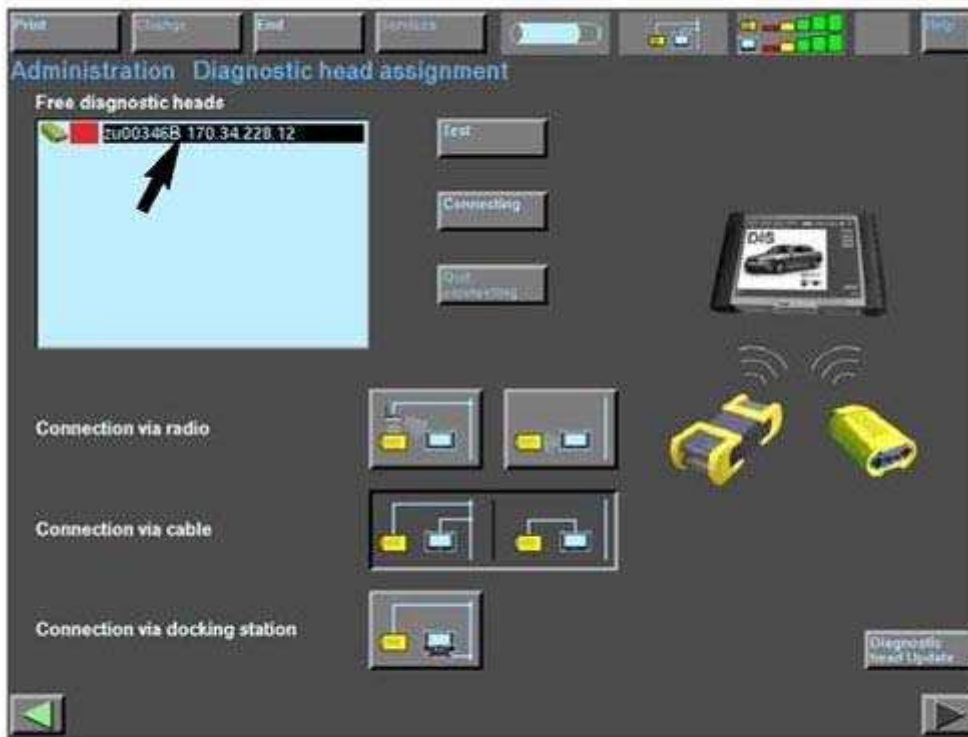 Print
Change
End
Services
Help
Administration Diagnostic head assignment
Free diagnostic heads
zu00346B 170.34.228.12
Test
Connecting
Quit
connecting
DIS
Connection via radio
Connection via cable
Connection via docking station
Diagnostic
head Update